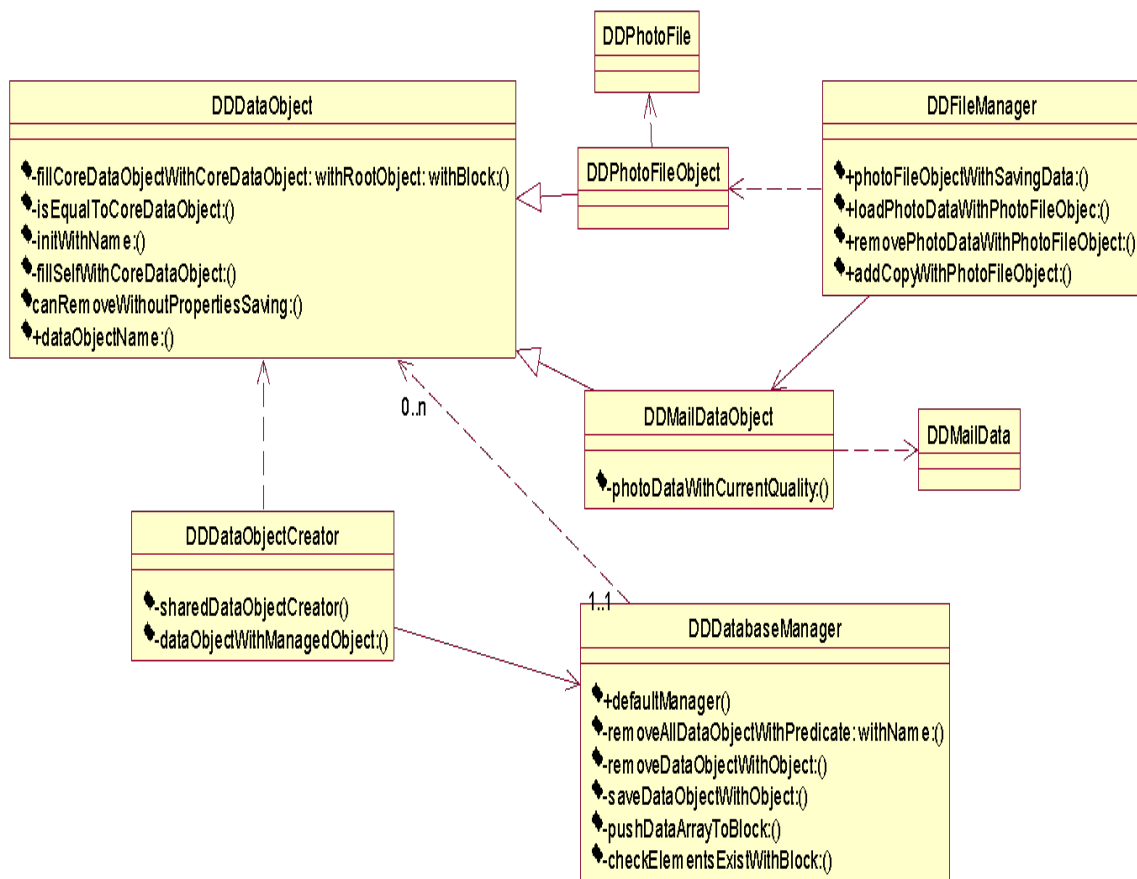 DDPhotoFile
DDDataObject
-fillCoreDataObjectWithCoreDataObject: withRootObject: withBlock:()
-isEqualToCoreDataObject:()
-initWithName:()
-fillSelfWithCoreDataObject:()
canRemoveWithoutPropertiesSaving:()
+dataObjectName:()
DDPhotoFileObject
DDFileManager
+photoFileObjectWithSavingData:()
+loadPhotoDataWithPhotoFileObjec:()
+removePhotoDataWithPhotoFileObject:()
+addCopyWithPhotoFileObject:()
0..n
DDMailDataObject
-photoDataWithCurrentQuality:()
DDMailData
DDDataObjectCreator
-sharedDataObjectCreator()
-dataObjectWithManagedObject:()
1..1
DDDatabaseManager
+defaultManager()
-removeAllDataObjectWithPredicate: withName:()
-removeDataObjectWithObject:()
-saveDataObjectWithObject:()
-pushDataArrayToBlock:()
-checkElementsExistWithBlock:()